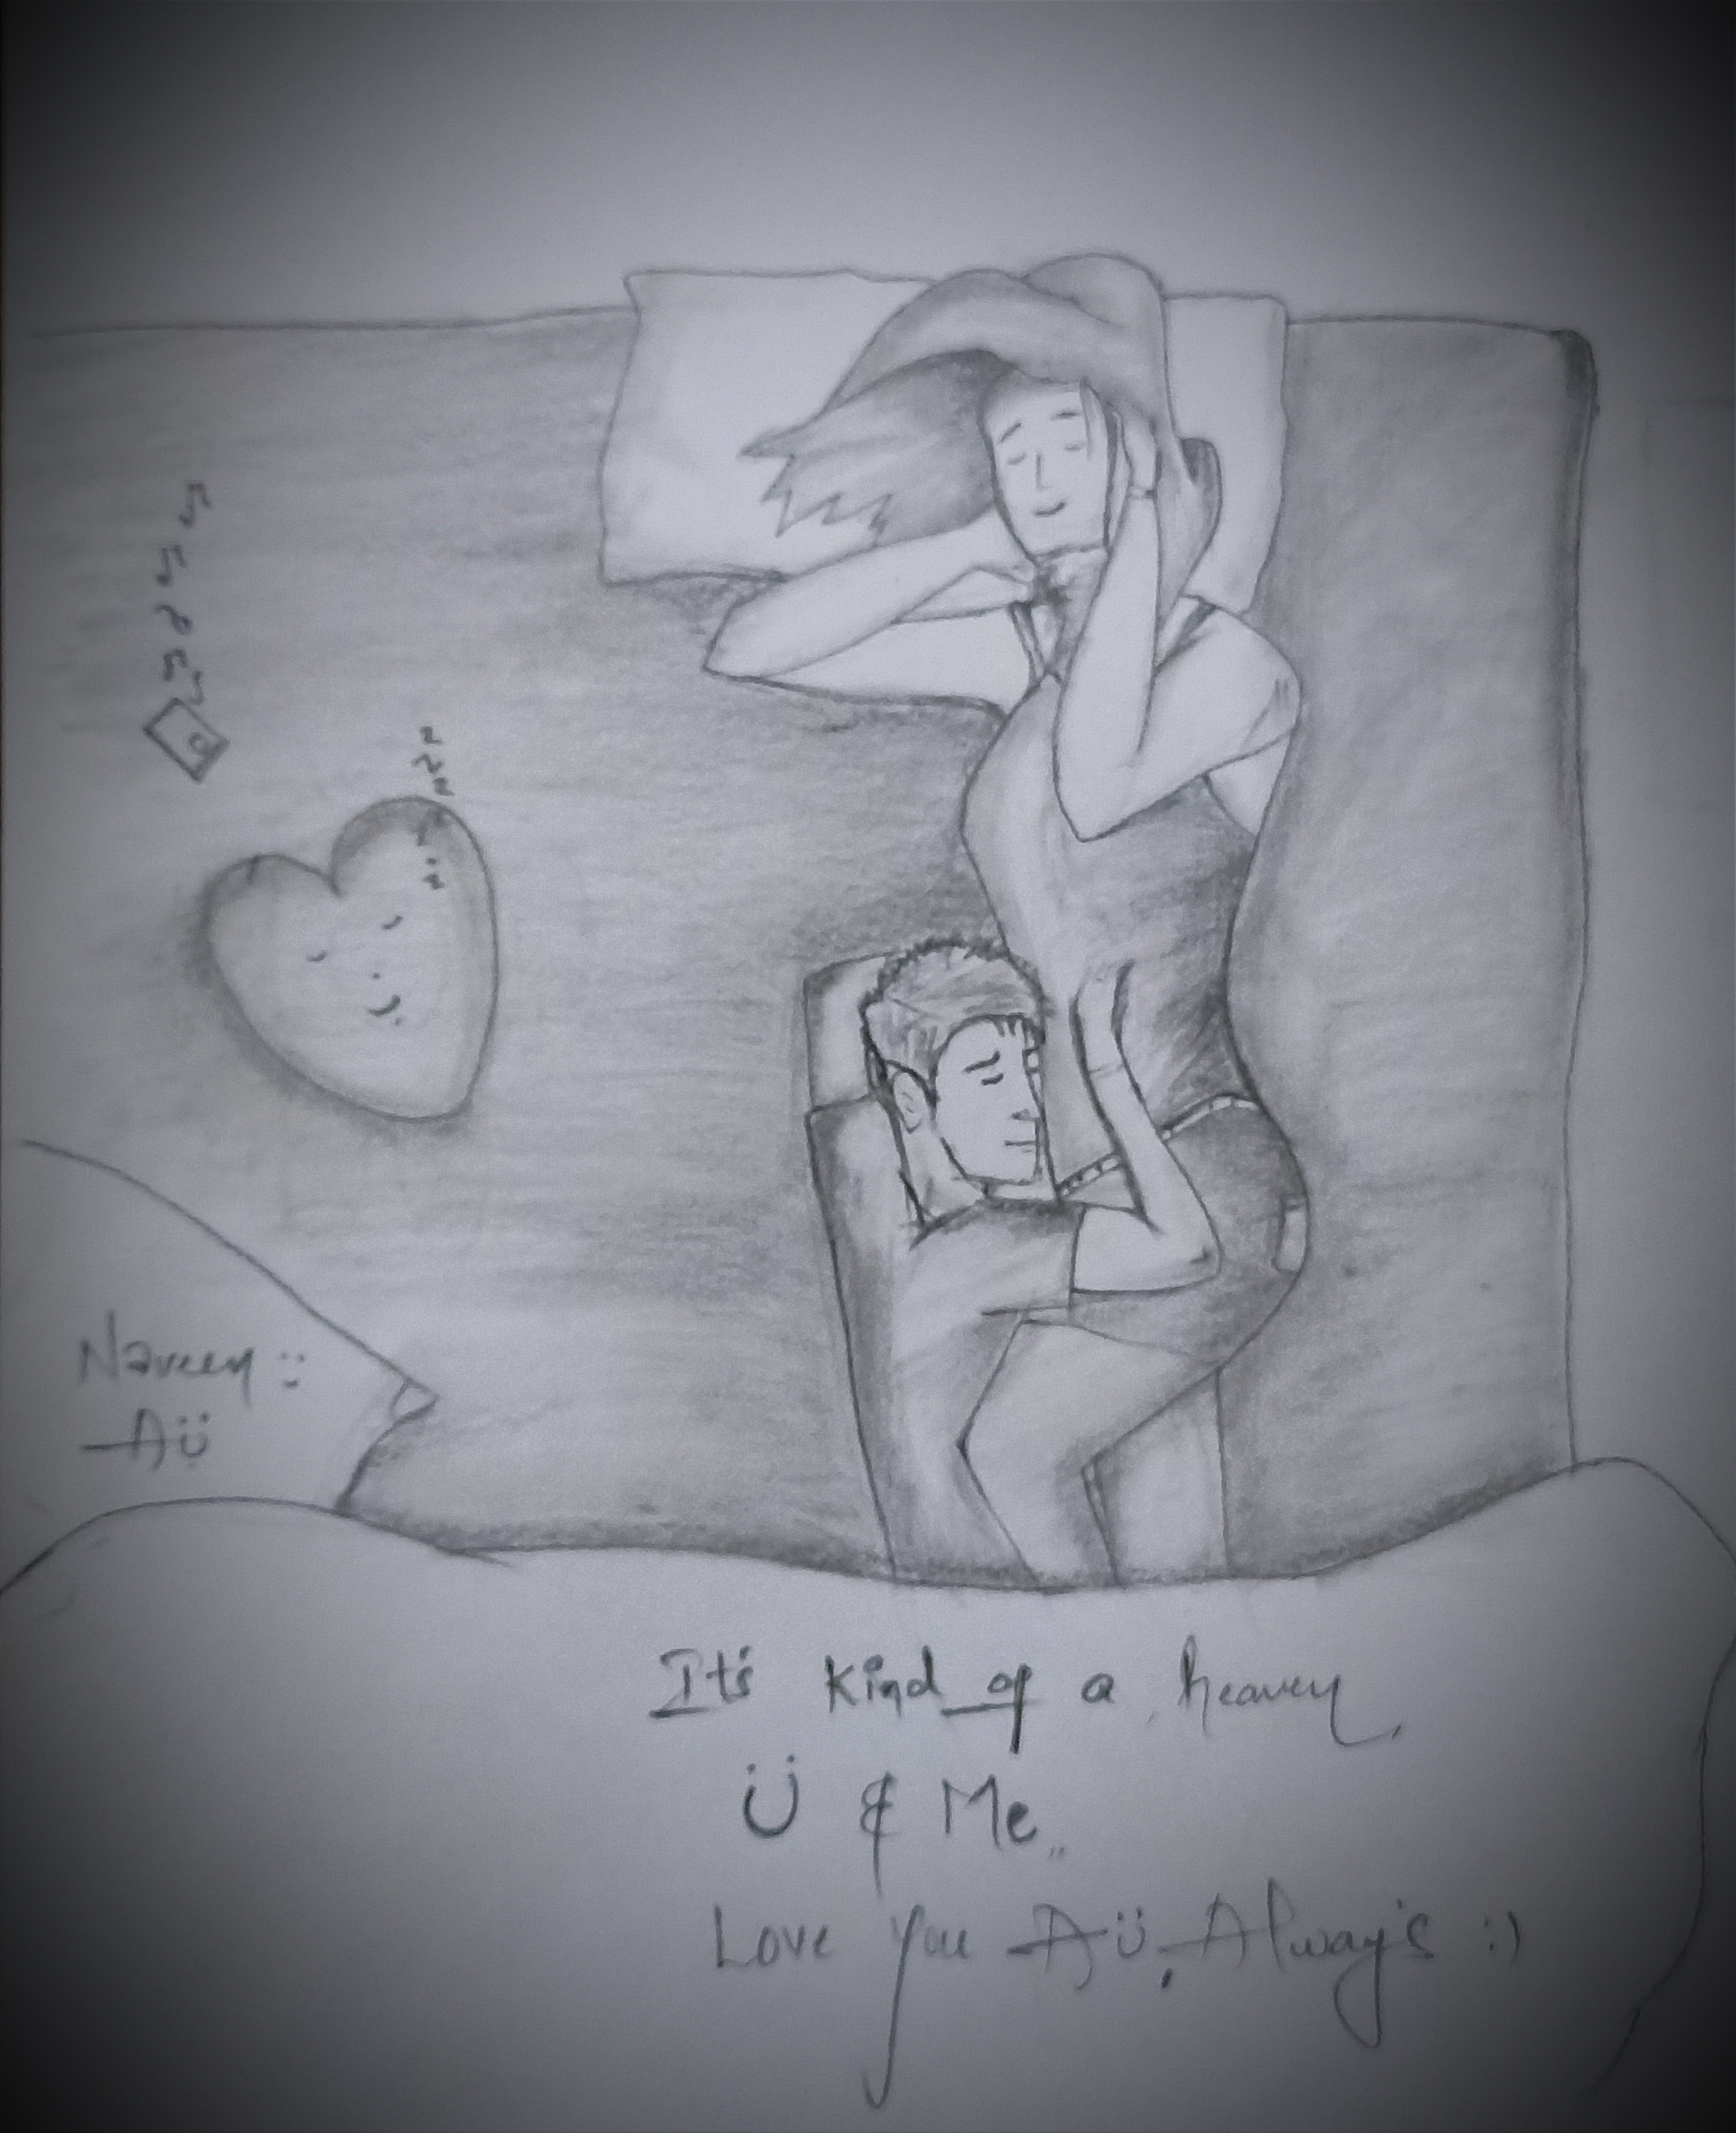 Naveen :)
AÜ
It's kind of a heaven,
Ü & Me..
Love you AÜ, Always :)